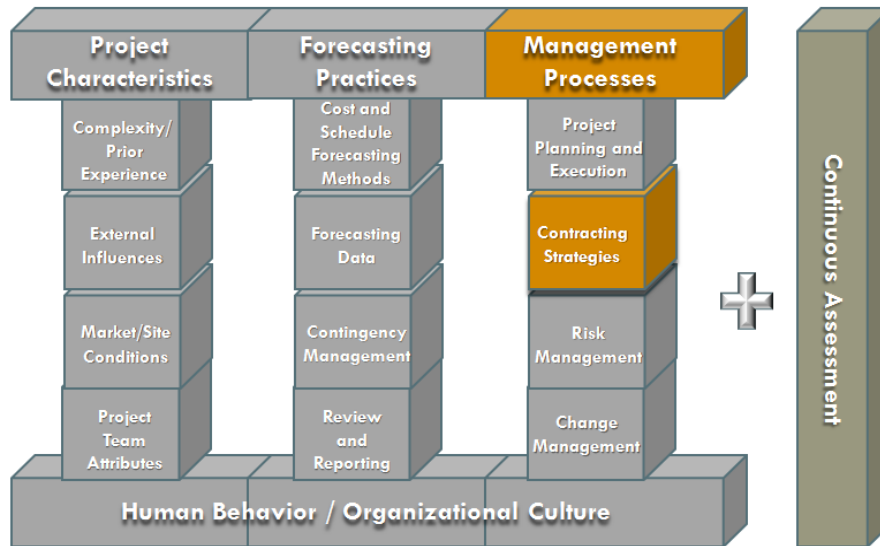 Project
Characteristics
Forecasting
Practices
Management
Processes
Complexity/
Prior
Experience
External
Influences
Market/Site
Conditions
Project
Team
Attributes
Cost and
Schedule
Forecasting
Methods
Forecasting
Data
Contingency
Management
Review
and
Reporting
Project
Planning and
Execution
Contracting
Strategies
Risk
Management
Change
Management
Human Behavior / Organizational Culture
Continuous Assessment